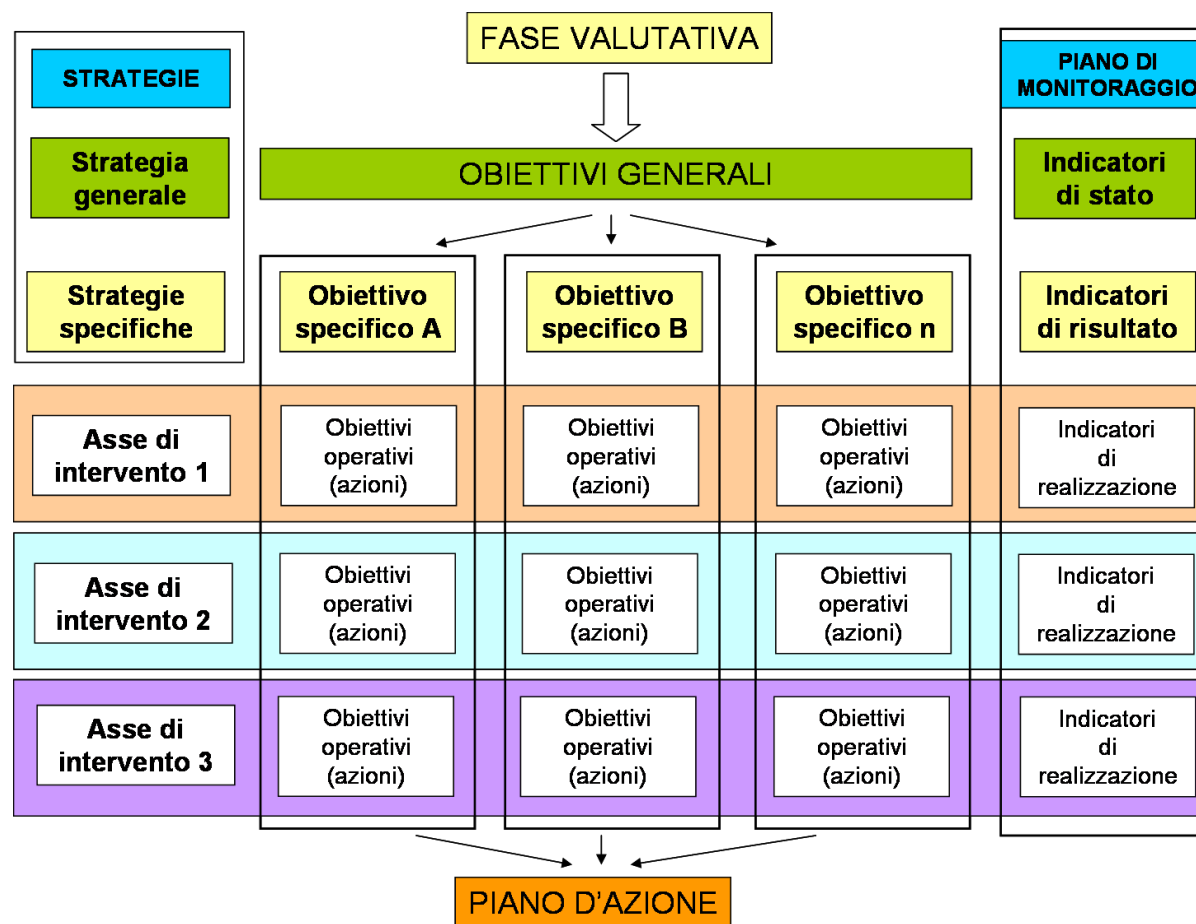 FASE VALUTATIVA
STRATEGIE
PIANO DI
MONITORAGGIO
Strategia
generale
OBIETTIVI GENERALI
Indicatori
di stato
Strategie
specifiche
Obiettivo
specifico A
Obiettivo
specifico B
Obiettivo
specifico n
Indicatori
di risultato
Asse di
intervento 1
Obiettivi
operativi
(azioni)
Obiettivi
operativi
(azioni)
Obiettivi
operativi
(azioni)
Indicatori
di
realizzazione
Asse di
intervento 2
Obiettivi
operativi
(azioni)
Obiettivi
operativi
(azioni)
Obiettivi
operativi
(azioni)
Indicatori
di
realizzazione
Asse di
intervento 3
Obiettivi
operativi
(azioni)
Obiettivi
operativi
(azioni)
Obiettivi
operativi
(azioni)
Indicatori
di
realizzazione
PIANO D'AZIONE